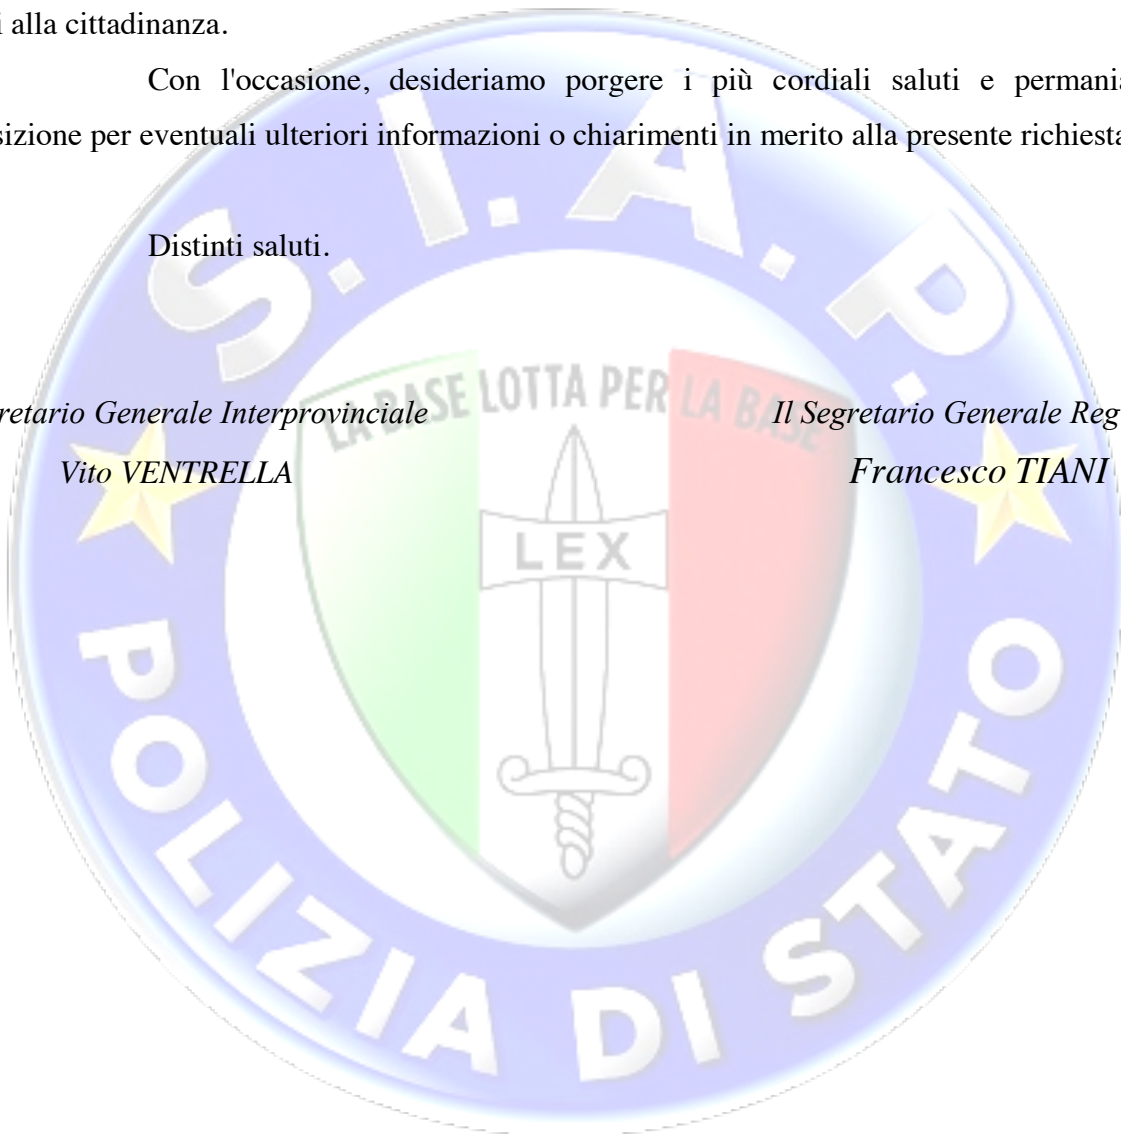 i alla cittadinanza.
Con l'occasione, desideriamo porgere i più cordiali saluti e permania
sizione per eventuali ulteriori informazioni o chiarimenti in merito alla presente richiesta
Distinti saluti.
retario Generale Interprovinciale
Vito VENTRELLA
Il Segretario Generale Reg
Francesco TIANI
S.I.A.P.
LA BASE LOTTA PER LA BASE
LEX
POLIZIA DI STATO